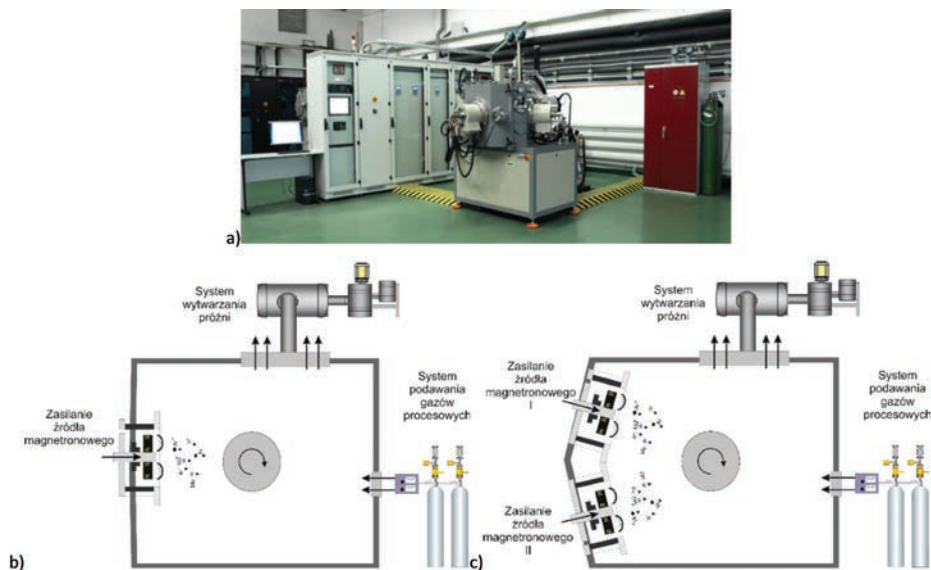 a)
System
wytwarzania
próżni
Zasilanie
źródła
magnetronowego
System
podawania
gazów
procesowych
b)
System
wytwarzania
próżni
Zasilanie
źródła
magnetronowego
I
Zasilanie
źródła
magnetronowego
II
System
podawania
gazów
procesowych
c)